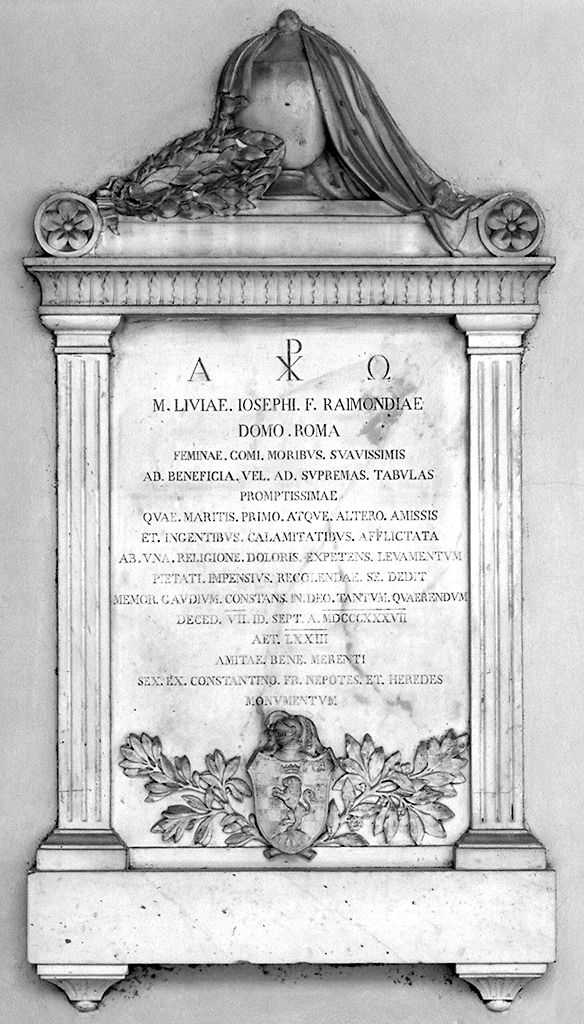 Α ☧ Ω
M. LIVIAE. IOSEPHI. F. RAIMONDIAE
DOMO. ROMA
FEMINAE. COMI. MORIBVS. SVAVISSIMIS
AD. BENEFICIA. VEL. AD. SVPREMAS. TABVLAS
PROMPTISSIMAE
QVAE. MARITIS. PRIMO. ATQVE. ALTERO. AMISSIS
ET. INGENTIBVS. CALAMITATIBVS. AFFLICTATA
AB. VNA. RELIGIONE. DOLORIS. EXPETENS. LEVAMENTVM
PIETATI. IMPENSIVS. RECOLENDAE. SE. DEDIT
MEMOR. GAVDIVM. CONSTANS. IN. DEO. TANTVM. QVAERENDVM
DECED. VII. ID. SEPT. A. MDCCCXXXVII
AET. LXXIII
AMITAE. BENE. MERENTI
SEX. EX. CONSTANTINO. FR. NEPOTES. ET. HEREDES
MONVMENTVM